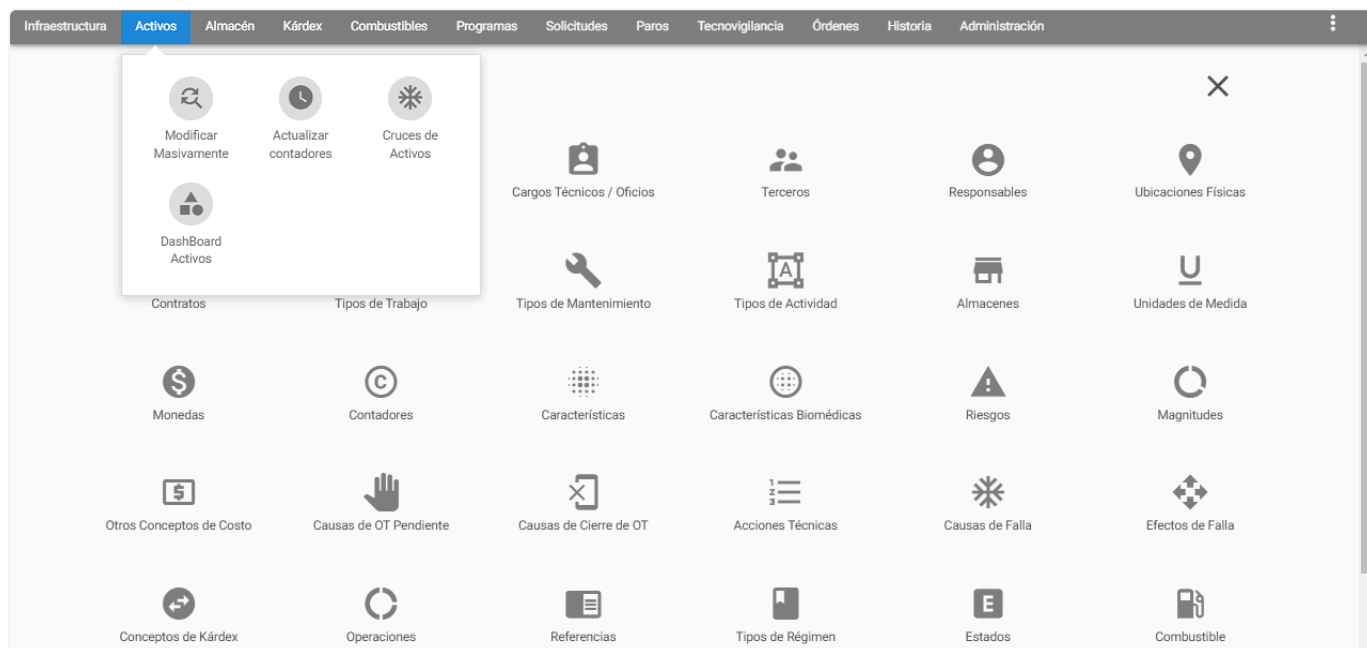 Infraestructura Activos Almacén Kárdex Combustibles Programas Solicitudes Paros Tecnovigilancia Órdenes Historia Administración
Modificar
Masivamente
Actualizar
contadores
Cruces de
Activos
DashBoard
Activos
Cargos Técnicos / Oficios Terceros Responsables Ubicaciones Físicas
Contratos Tipos de Trabajo Tipos de Mantenimiento Tipos de Actividad Almacenes Unidades de Medida
Monedas Contadores Características Características Biomédicas Riesgos Magnitudes
Otros Conceptos de Costo Causas de OT Pendiente Causas de Cierre de OT Acciones Técnicas Causas de Falla Efectos de Falla
Conceptos de Kárdex Operaciones Referencias Tipos de Régimen Estados Combustible